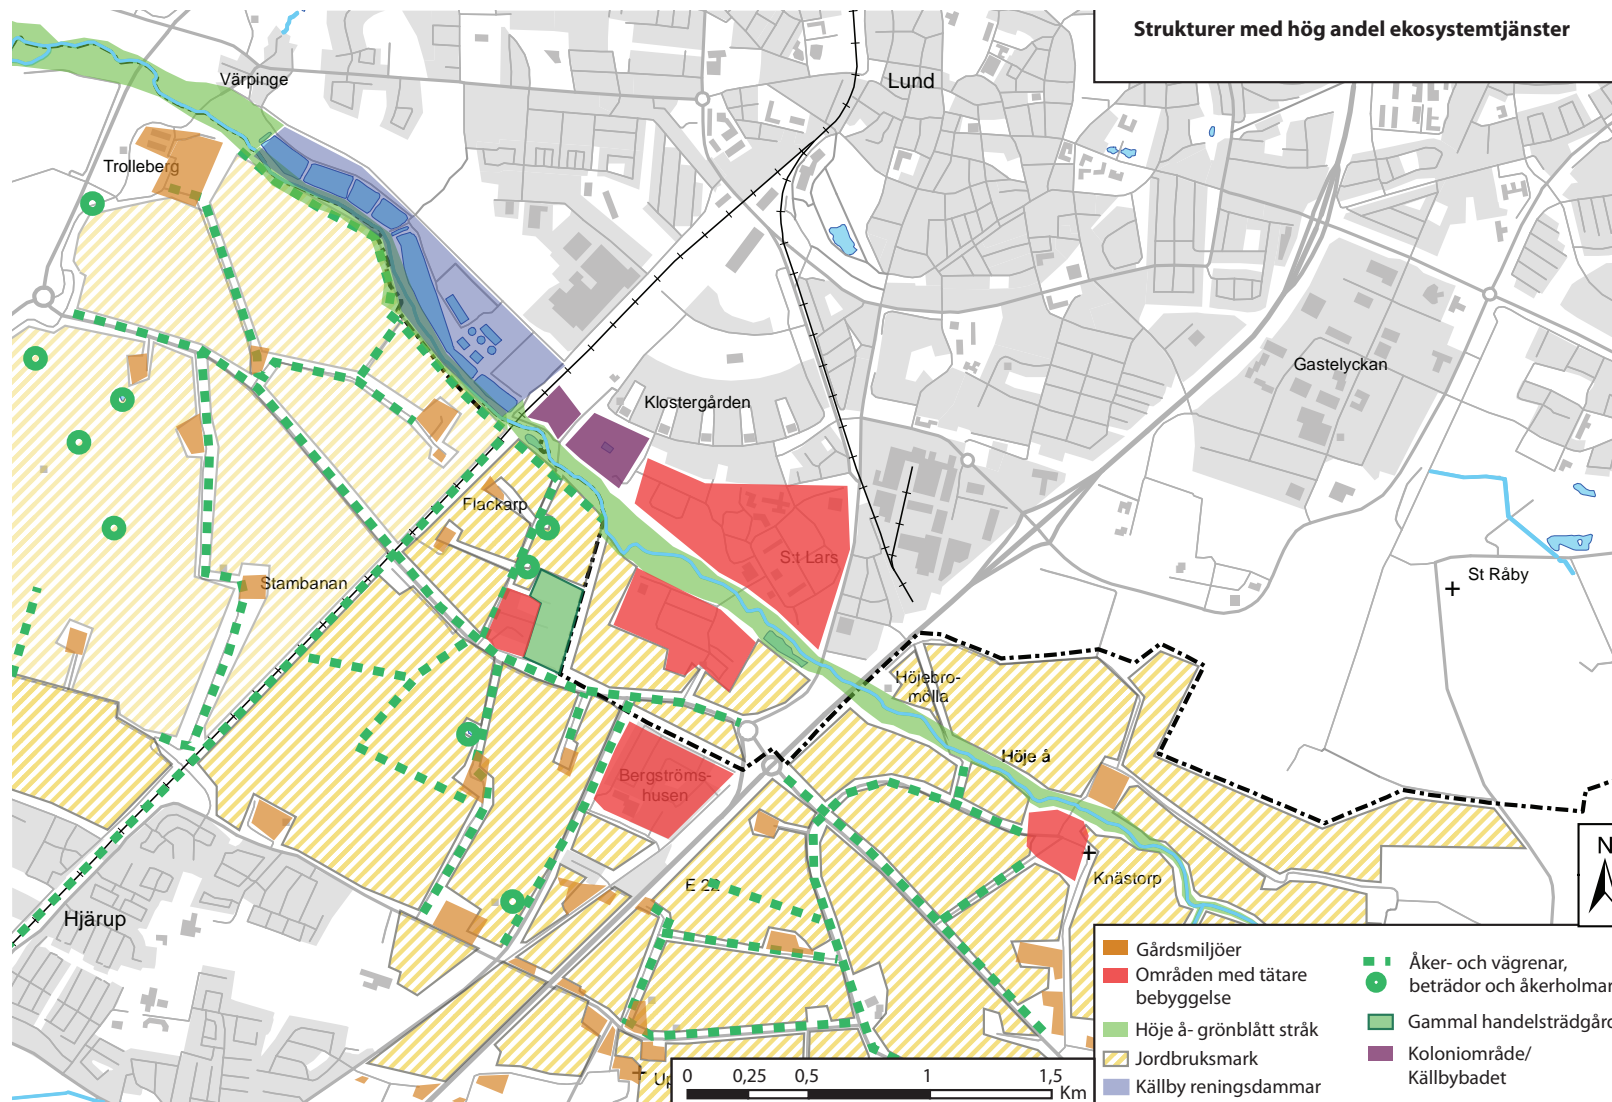 Strukturer med hög andel ekosystemtjänster
Värpinge
Lund
Trolleberg
Gastelyckan
Klostergården
Flackarp
S:t Lars
Stambanan
St Råby
Höjebro-
mölla
Höje å
Bergströms-
husen
Knästorp
E 22
Hjärup
N
Up
0 0,25 0,5 1 1,5
Km
Gårdsmiljöer
Områden med tätare
bebyggelse
Höje å- grönblått stråk
Jordbruksmark
Källby reningsdammar
Åker- och vägrenar,
beträdor och åkerholmar
Gammal handelsträdgård
Koloniområde/
Källbybadet